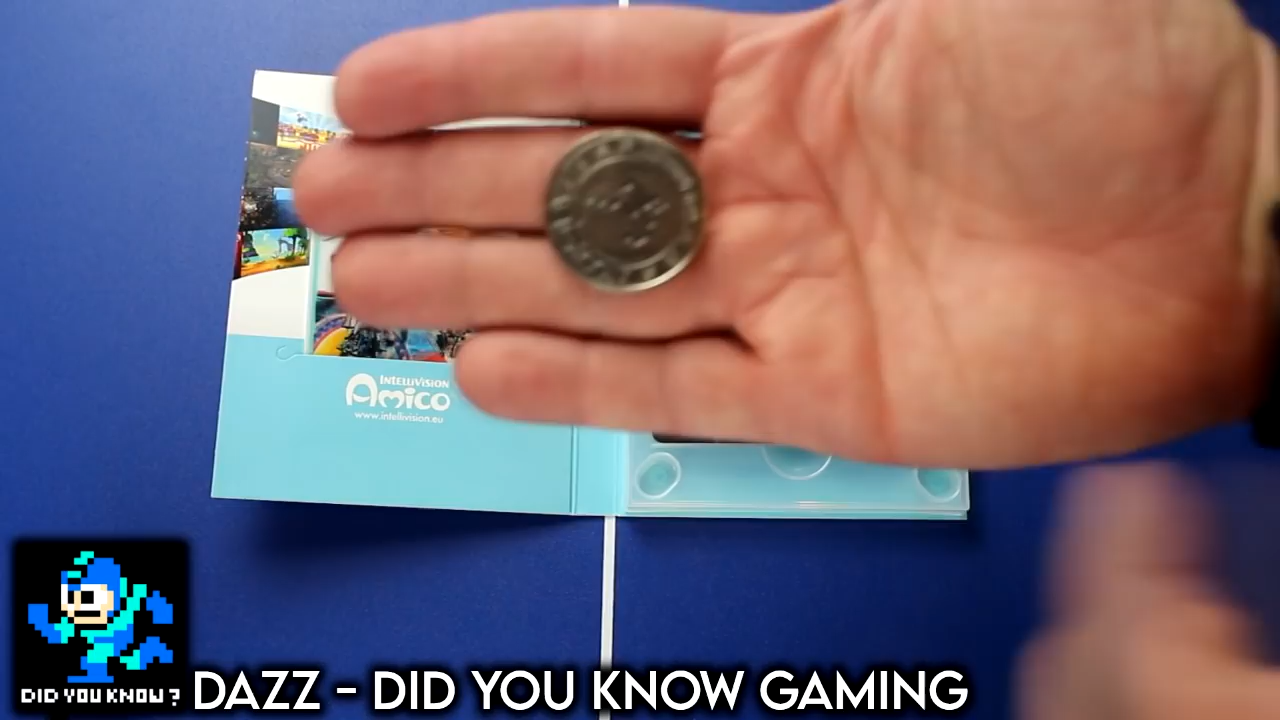 INTELLIVISION
Amico
www.intellivision.eu
DID YOU KNOW?
DAZZ - DID YOU KNOW GAMING